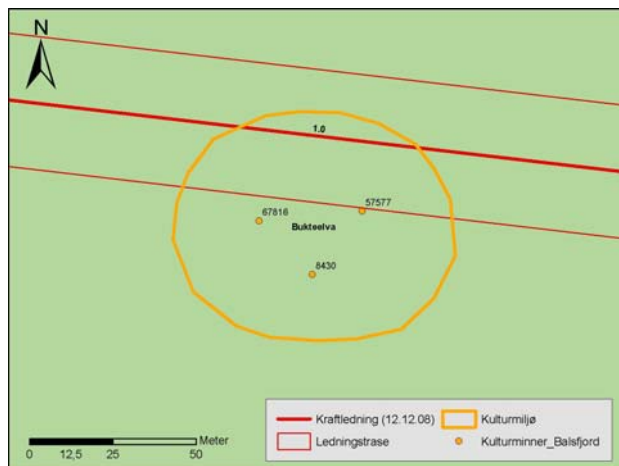 N
1.0
57577
67816
Bukteelva
8430
Kraftledning (12.12.08)
Kulturmiljø
Ledningstrase
Kulturminner_Balsfjord
Meter
0 12,5 25 50